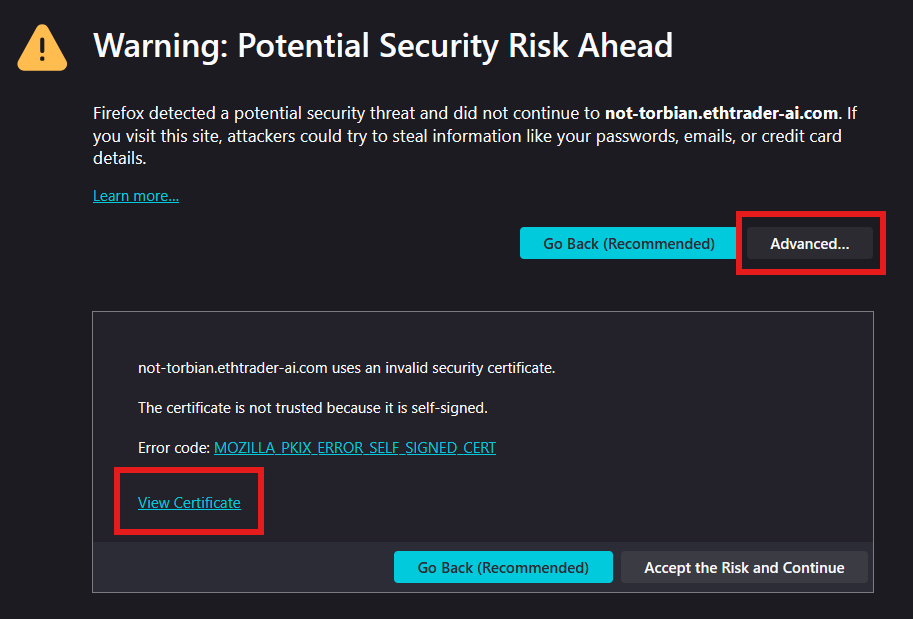 Warning: Potential Security Risk Ahead
Firefox detected a potential security threat and did not continue to not-torbian.ethtrader-ai.com. If
you visit this site, attackers could try to steal information like your passwords, emails, or credit card
details.
Learn more...
Go Back (Recommended) Advanced...
not-torbian.ethtrader-ai.com uses an invalid security certificate.
The certificate is not trusted because it is self-signed.
Error code: MOZILLA_PKIX_ERROR_SELF_SIGNED_CERT
View Certificate
Go Back (Recommended) Accept the Risk and Continue